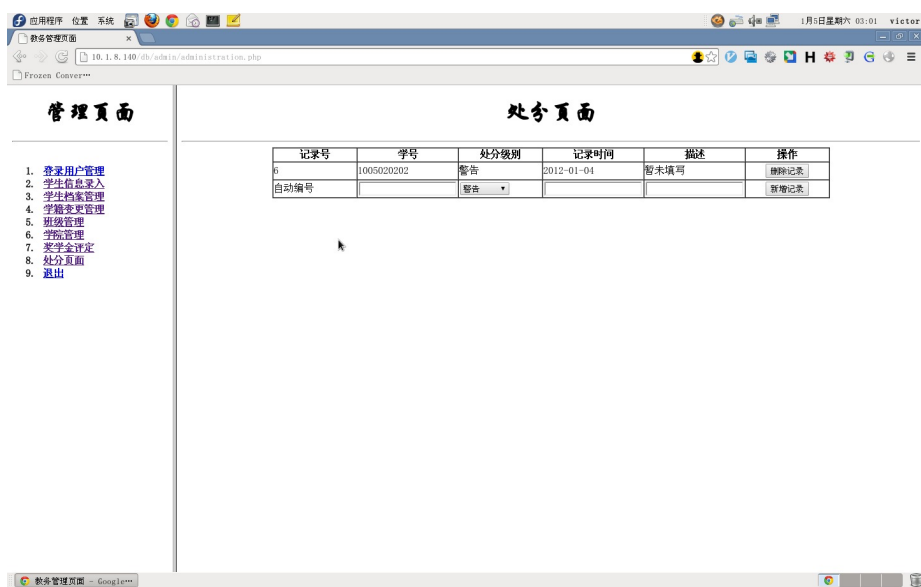 应用程序 位置 系统 1月5日星期六 03:01 victor
教务管理页面
10.1.8.140/db/admin/administration.php
Frozen Conver…
管理页面
1. 登录用户管理
2. 学生信息录入
3. 学生档案管理
4. 学籍变更管理
5. 班级管理
6. 学院管理
7. 奖学金评定
8. 处分页面
9. 退出
处分页面
记录号 学号 处分级别 记录时间 描述 操作
6 1005020202 警告 2012-01-04 暂未填写 删除记录
自动编号 警告 新增记录
教务管理页面 - Google…